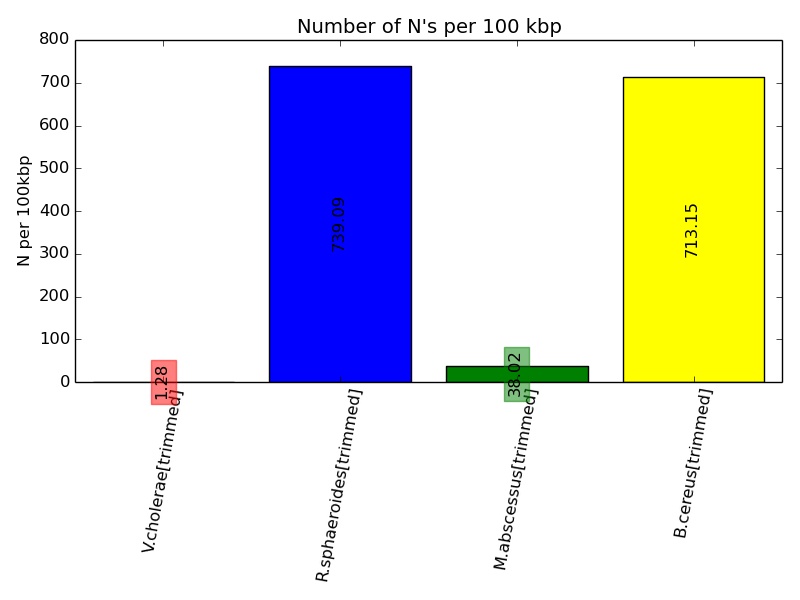 Number of N's per 100 kbp
N per 100kbp
800
700
600
500
400
300
200
100
0
1.28
739.09
38.02
713.15
V.cholerae[trimmed]
R.sphaeroides[trimmed]
M.abscessus[trimmed]
B.cereus[trimmed]